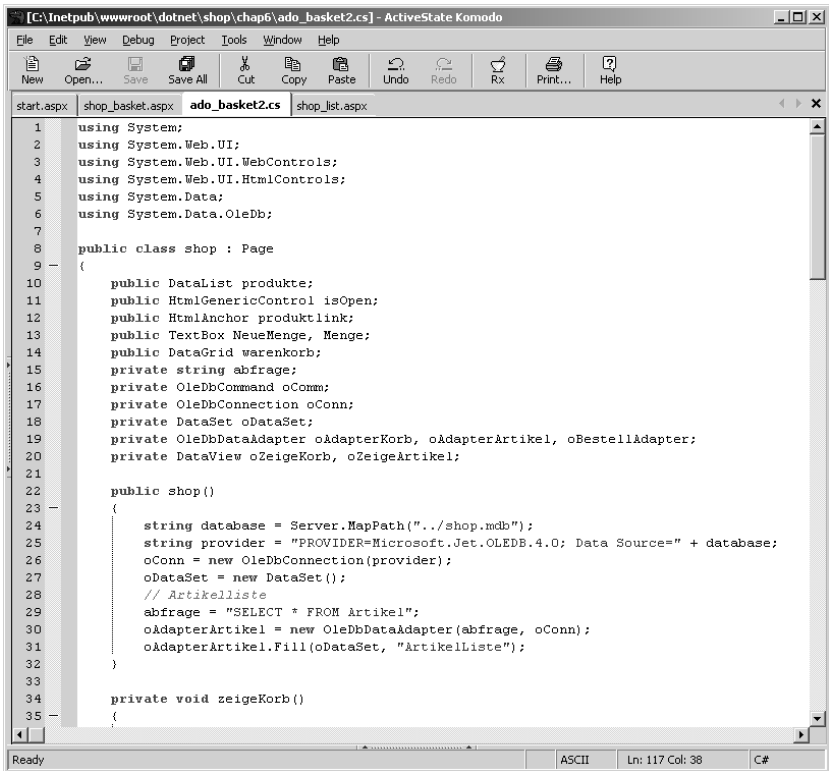 [C:\Inetpub\wwwroot\dotnet\shop\chap6\ado_basket2.cs] - ActiveState Komodo
File Edit View Debug Project Tools Window Help
New Open... Save Save All Cut Copy Paste Undo Redo Rx Print... Help
start.aspx shop_basket.aspx ado_basket2.cs shop_list.aspx
1 using System;
2 using System.Web.UI;
3 using System.Web.UI.WebControls;
4 using System.Web.UI.HtmlControls;
5 using System.Data;
6 using System.Data.OleDb;
7
8 public class shop : Page
9 {
10 public DataList produkte;
11 public HtmlGenericControl isOpen;
12 public HtmlAnchor produktlink;
13 public TextBox NeueMenge, Menge;
14 public DataGrid warenkorb;
15 private string abfrage;
16 private OleDbCommand oComm;
17 private OleDbConnection oConn;
18 private DataSet oDataSet;
19 private OleDbDataAdapter oAdapterKorb, oAdapterArtikel, oBestellAdapter;
20 private DataView oZeigeKorb, oZeigeArtikel;
21
22 public shop()
23 {
24 string database = Server.MapPath("../shop.mdb");
25 string provider = "PROVIDER=Microsoft.Jet.OLEDB.4.0; Data Source=" + database;
26 oConn = new OleDbConnection(provider);
27 oDataSet = new DataSet();
28 // Artikelliste
29 abfrage = "SELECT * FROM Artikel";
30 oAdapterArtikel = new OleDbDataAdapter(abfrage, oConn);
31 oAdapterArtikel.Fill(oDataSet, "ArtikelListe");
32 }
33
34 private void zeigeKorb()
35 {
Ready ASCII Ln: 117 Col: 38 C#